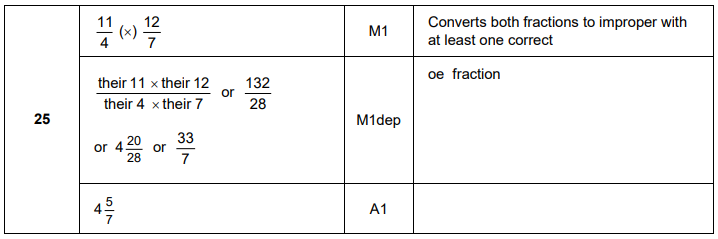 25
11/4 (×) 12/7
M1
Converts both fractions to improper with
at least one correct
their 11 × their 12 / their 4 × their 7 or 132/28
or 4 20/28 or 33/7
M1dep
oe fraction
4 5/7
A1